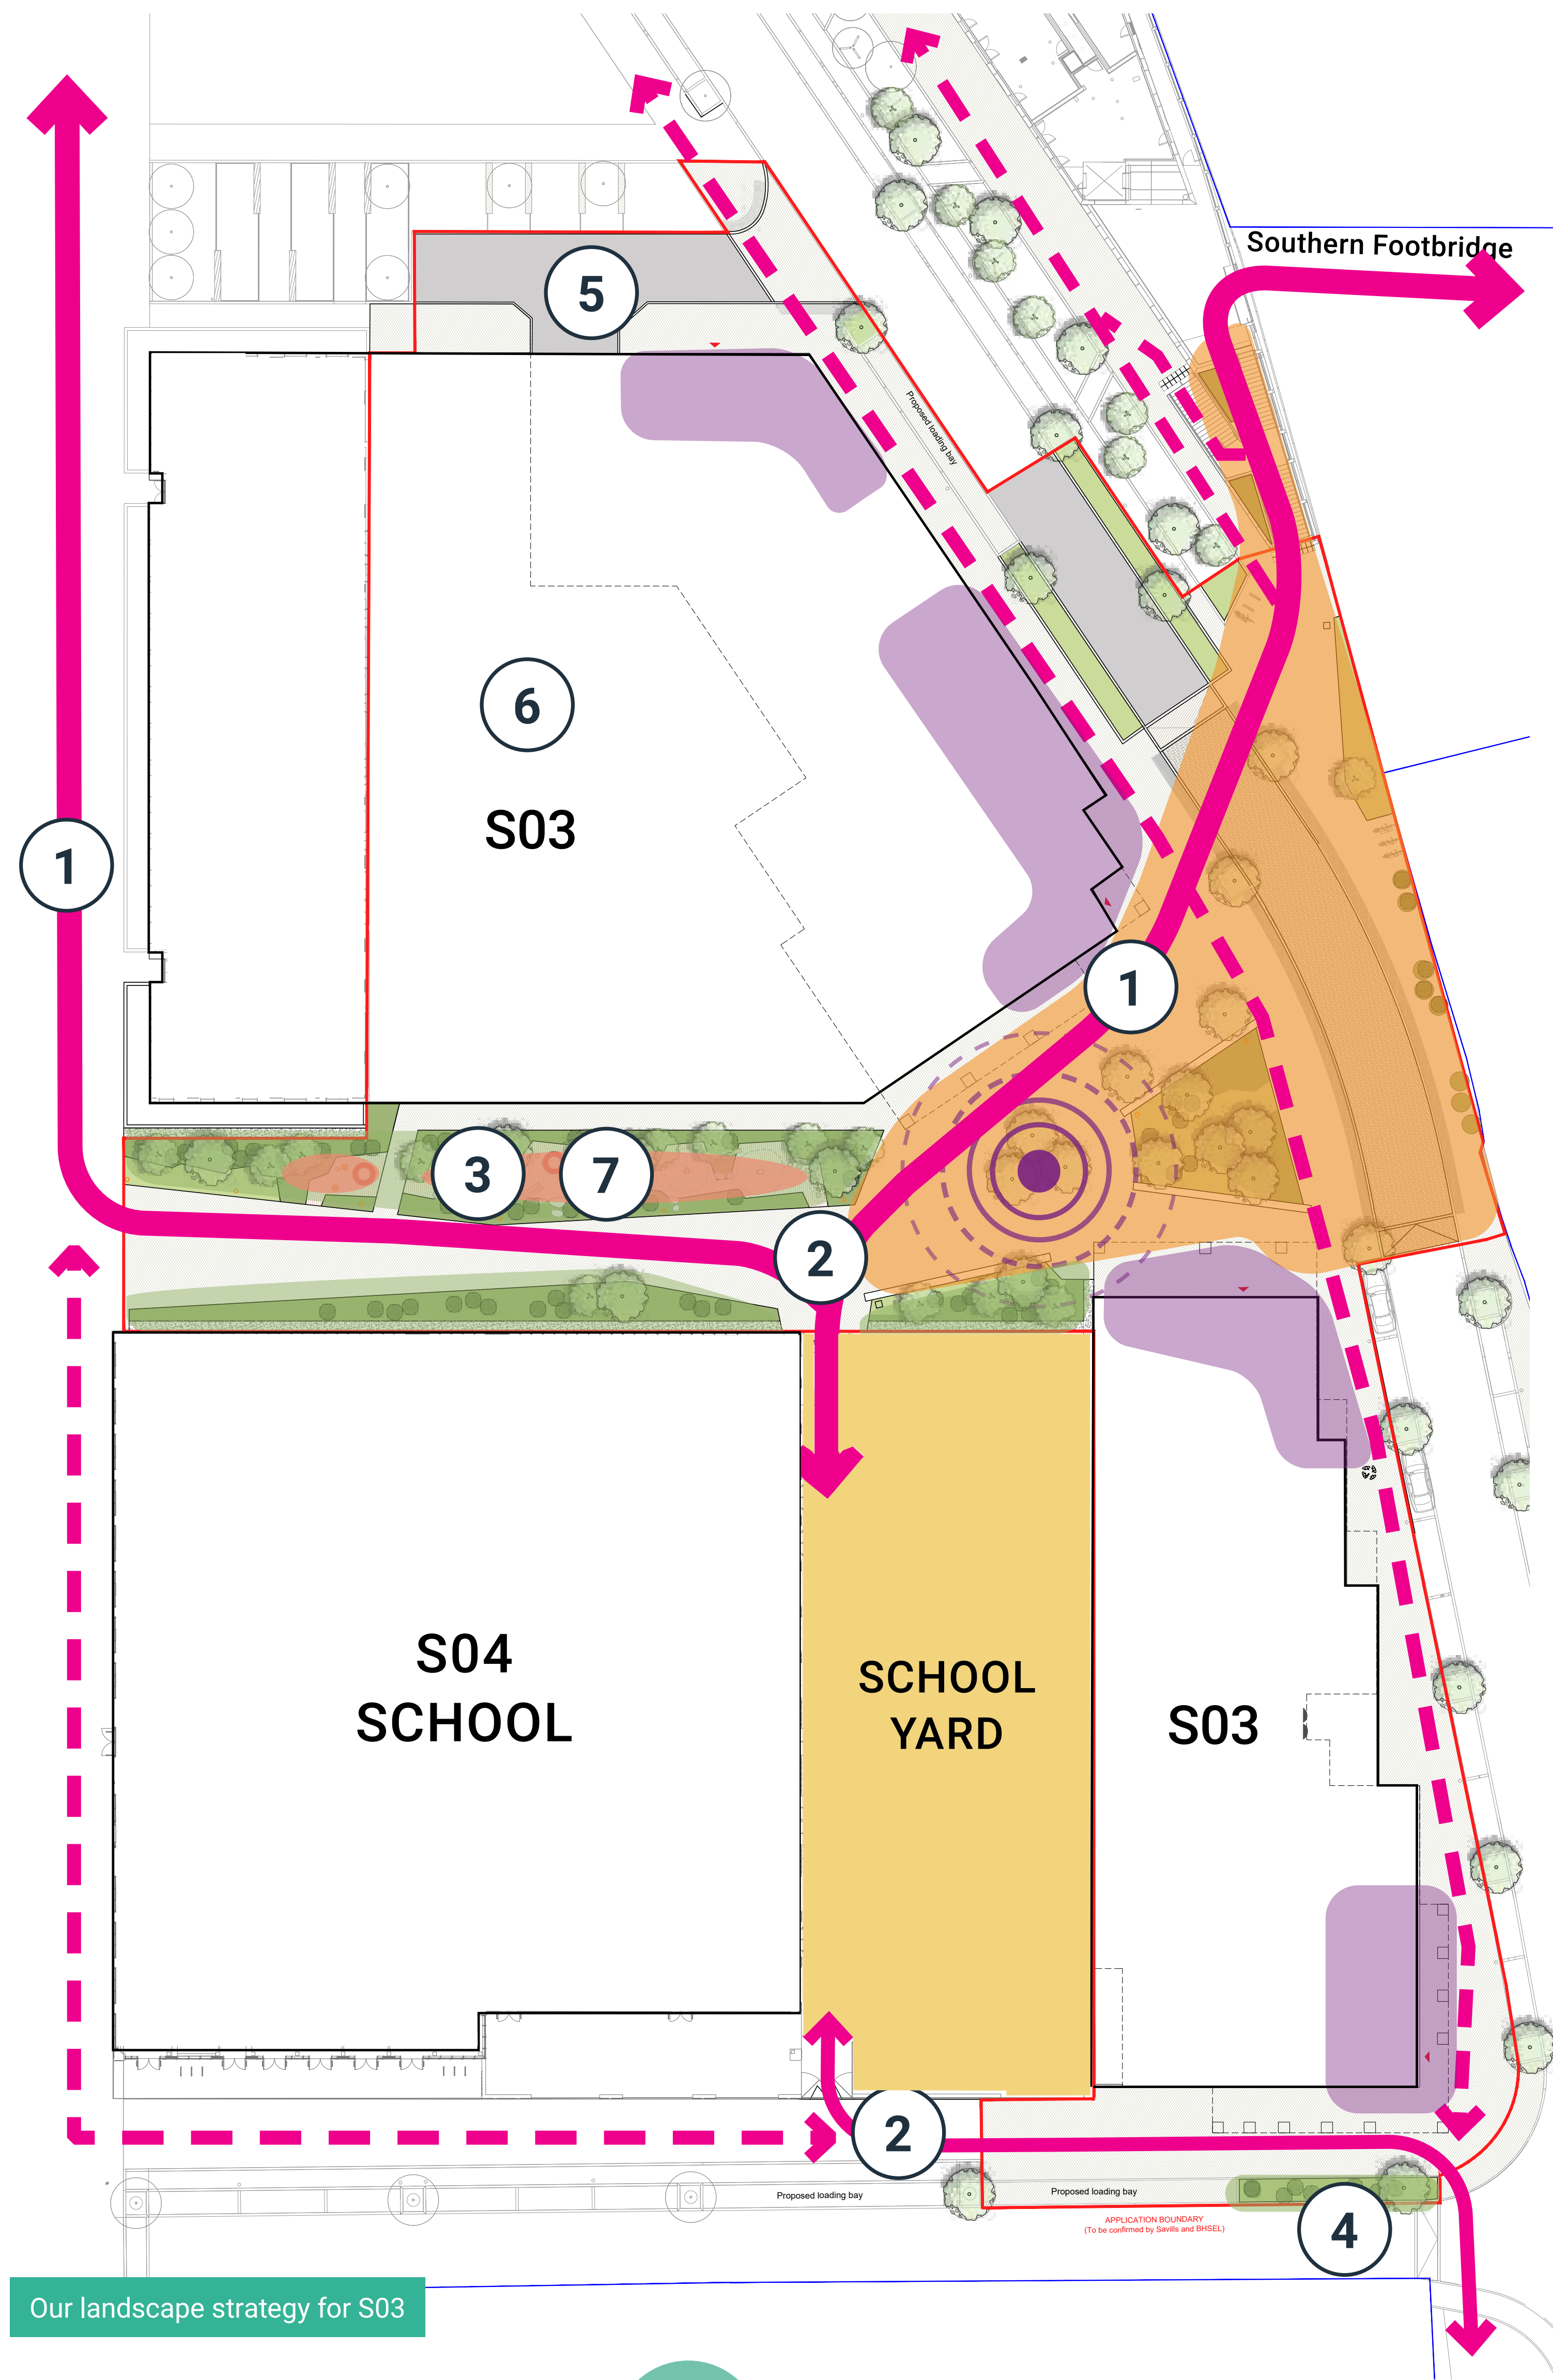 Southern Footbridge
5
Proposed loading bay
6
S03
1
1
3
7
2
S04
SCHOOL
SCHOOL
YARD
S03
2
Proposed loading bay
Proposed loading bay
APPLICATION BOUNDARY
(To be confirmed by Savills and BHSEL)
4
Our landscape strategy for S03